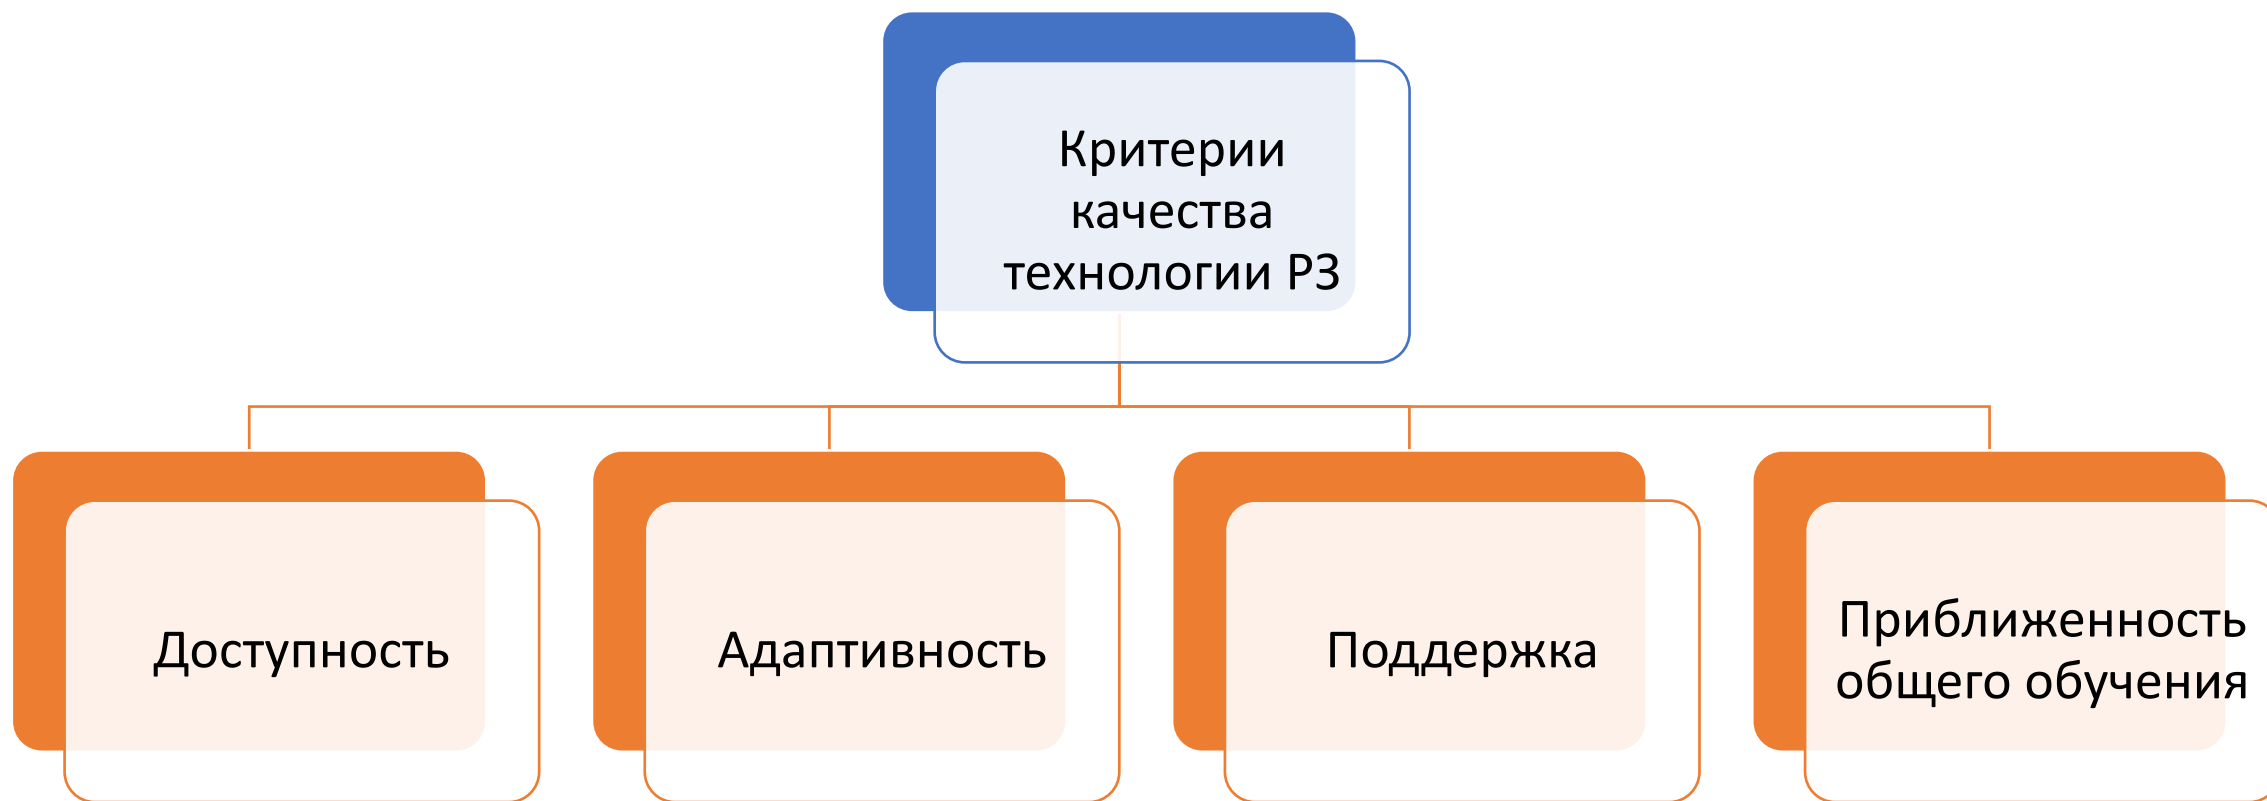 Критерии
качества
технологии РЗ
Доступность
Адаптивность
Поддержка
Приближенность
общего обучения